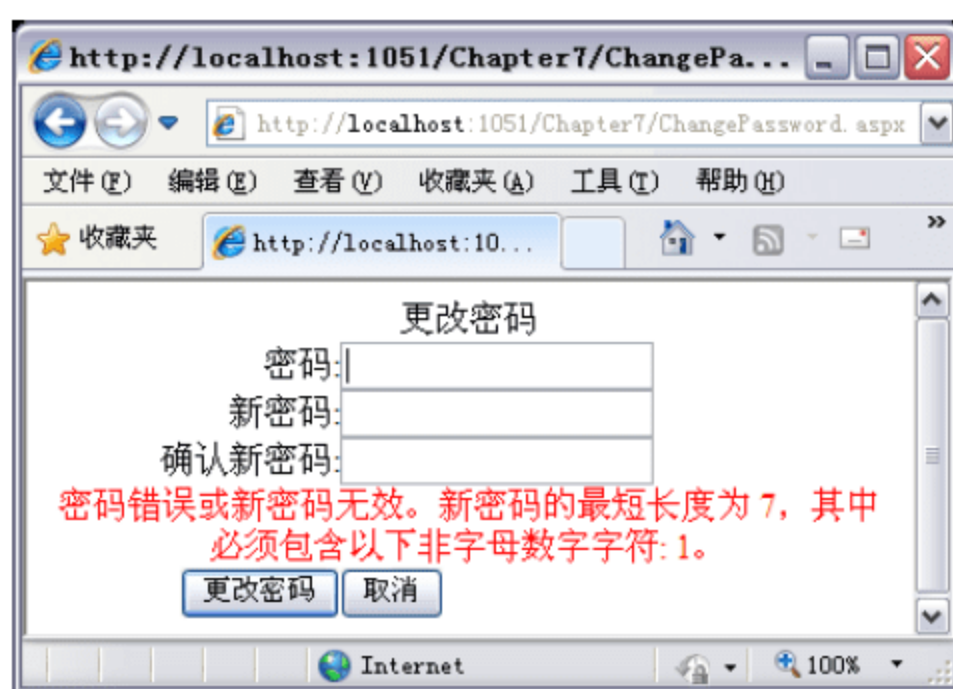 http://localhost:1051/Chapter7/ChangePa...
http://localhost:1051/Chapter7/ChangePassword.aspx
文件(F) 编辑(E) 查看(V) 收藏夹(A) 工具(T) 帮助(H)
收藏夹 http://localhost:10... »
更改密码
密码:
新密码:
确认新密码:
密码错误或新密码无效。新密码的最短长度为 7，其中
必须包含以下非字母数字字符: 1。
更改密码 取消
Internet 100%